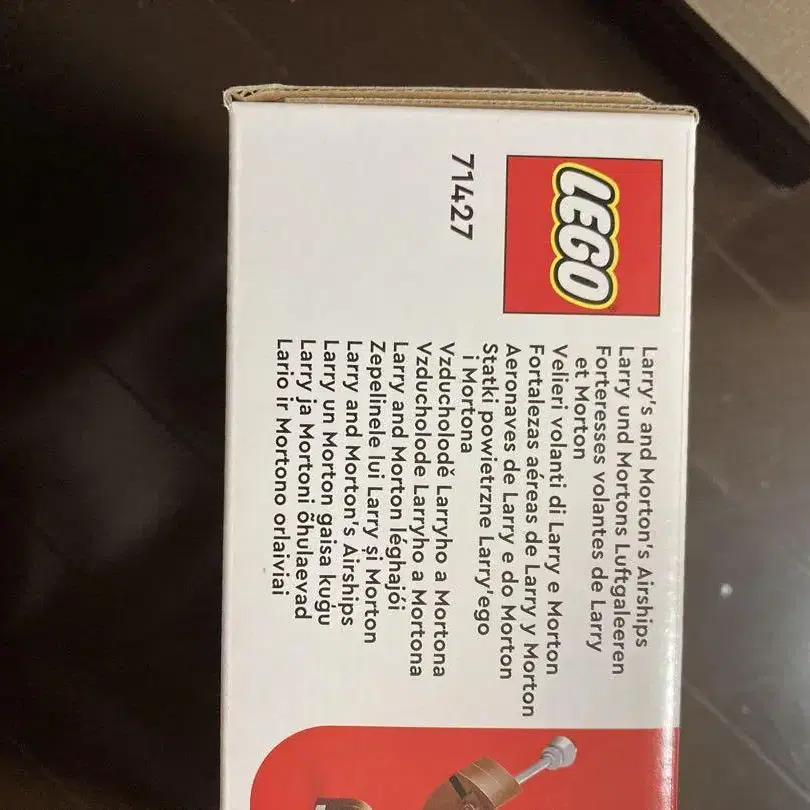 LEGO
71427
Larry's and Morton's Airships
Larry und Mortons Luftgaleeren
Forteresses volantes de Larry
et Morton
Velieri volanti di Larry e Morton
Fortalezas aéreas de Larry y Morton
Aeronaves de Larry e do Morton
Statki powietrzne Larry'ego
i Mortona
Vzducholodě Larryho a Mortona
Vzducholode Larryho a Mortona
Larry and Morton léghajói
Zepelinele lui Larry și Morton
Larry and Morton's Airships
Larry un Morton gaisa kuģu
Larry ja Mortoni õhulaevad
Lario ir Mortono orlaiviai